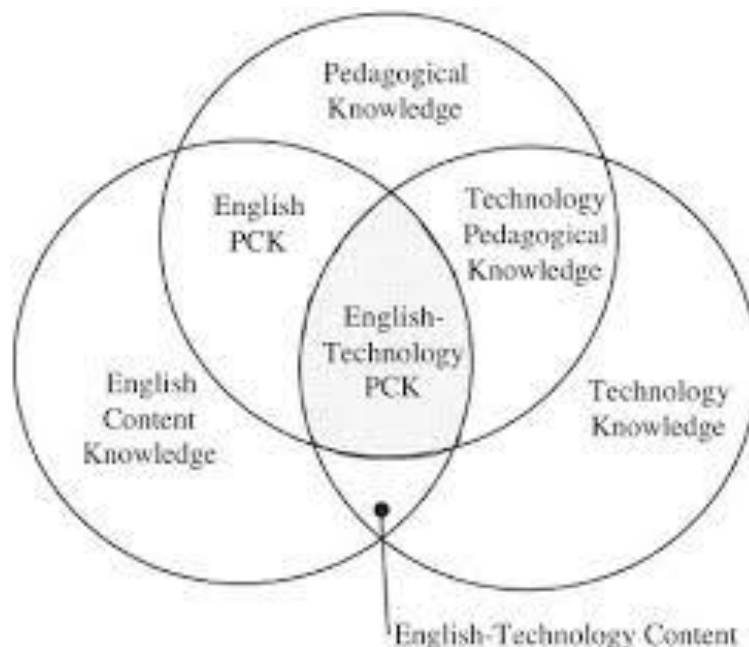 Pedagogical
Knowledge
English
PCK
Technology
Pedagogical
Knowledge
English-
Technology
PCK
English
Content
Knowledge
Technology
Knowledge
English-Technology Content